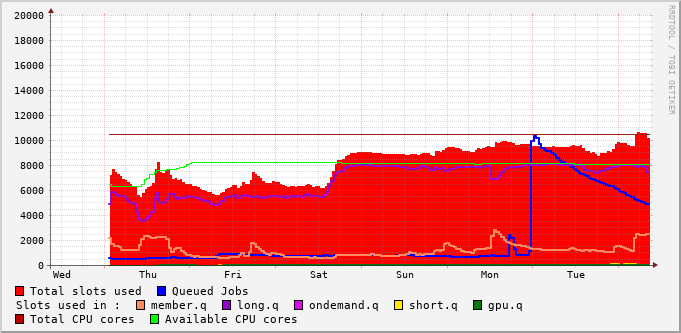 20000
18000
16000
14000
12000
10000
8000
6000
4000
2000
0
Wed Thu Fri Sat Sun Mon Tue
Total slots used Queued Jobs
Slots used in : member.q long.q ondemand.q short.q gpu.q
Total CPU cores Available CPU cores
RRDTOOL / TOBI OETIKER